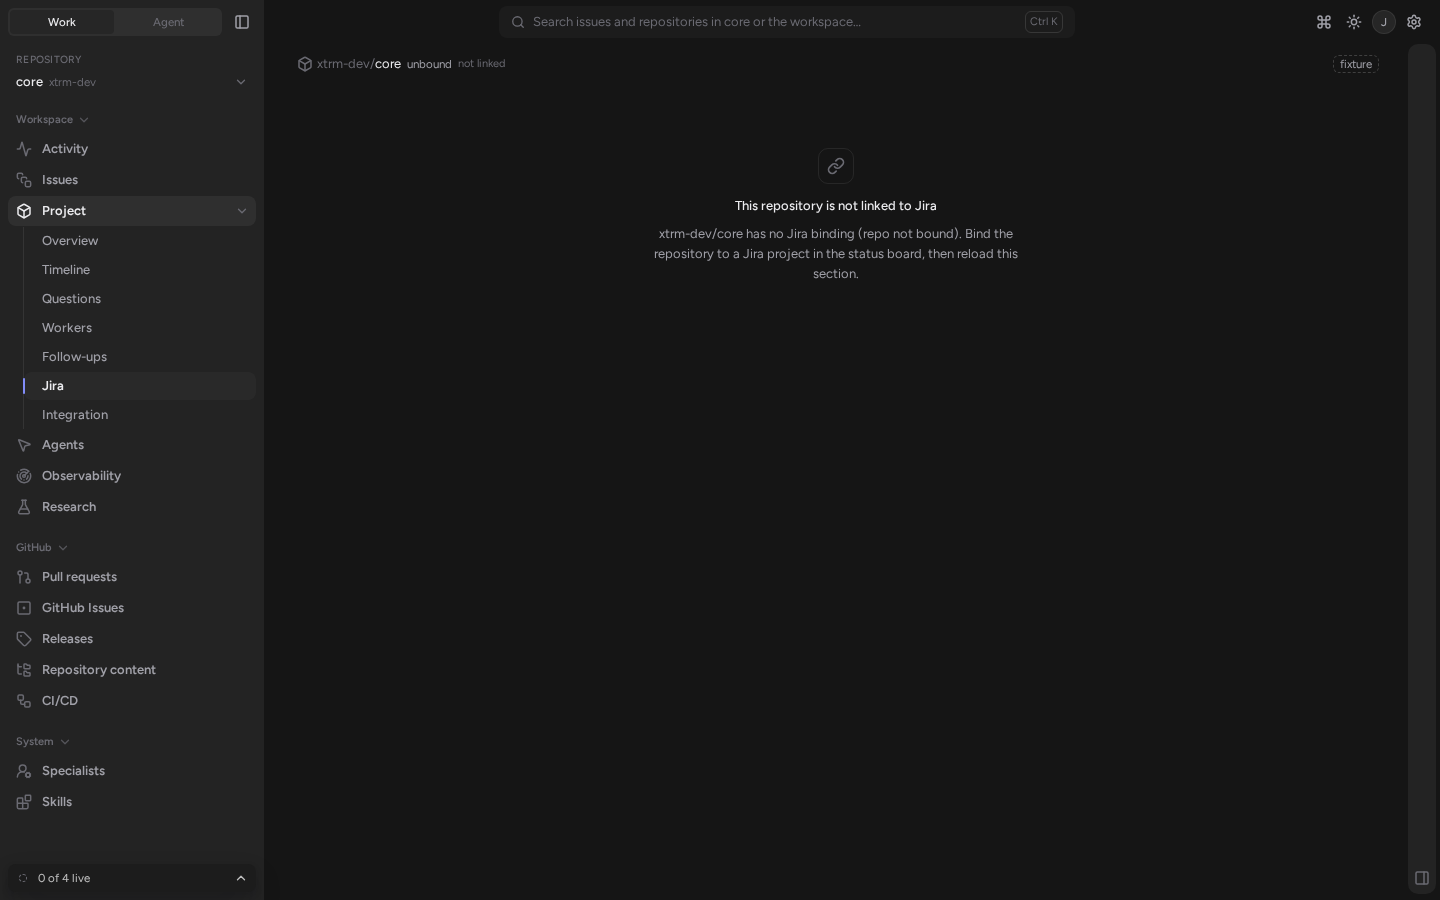 Work
Agent
Search issues and repositories in core or the workspace...
Ctrl K
J
REPOSITORY
core xtrm-dev
xtrm-dev/core unbound not linked
fixture
Workspace
Activity
Issues
Project
Overview
Timeline
Questions
Workers
Follow-ups
Jira
Integration
Agents
Observability
Research
GitHub
Pull requests
GitHub Issues
Releases
Repository content
CI/CD
System
Specialists
Skills
0 of 4 live
This repository is not linked to Jira
xtrm-dev/core has no Jira binding (repo not bound). Bind the
repository to a Jira project in the status board, then reload this
section.